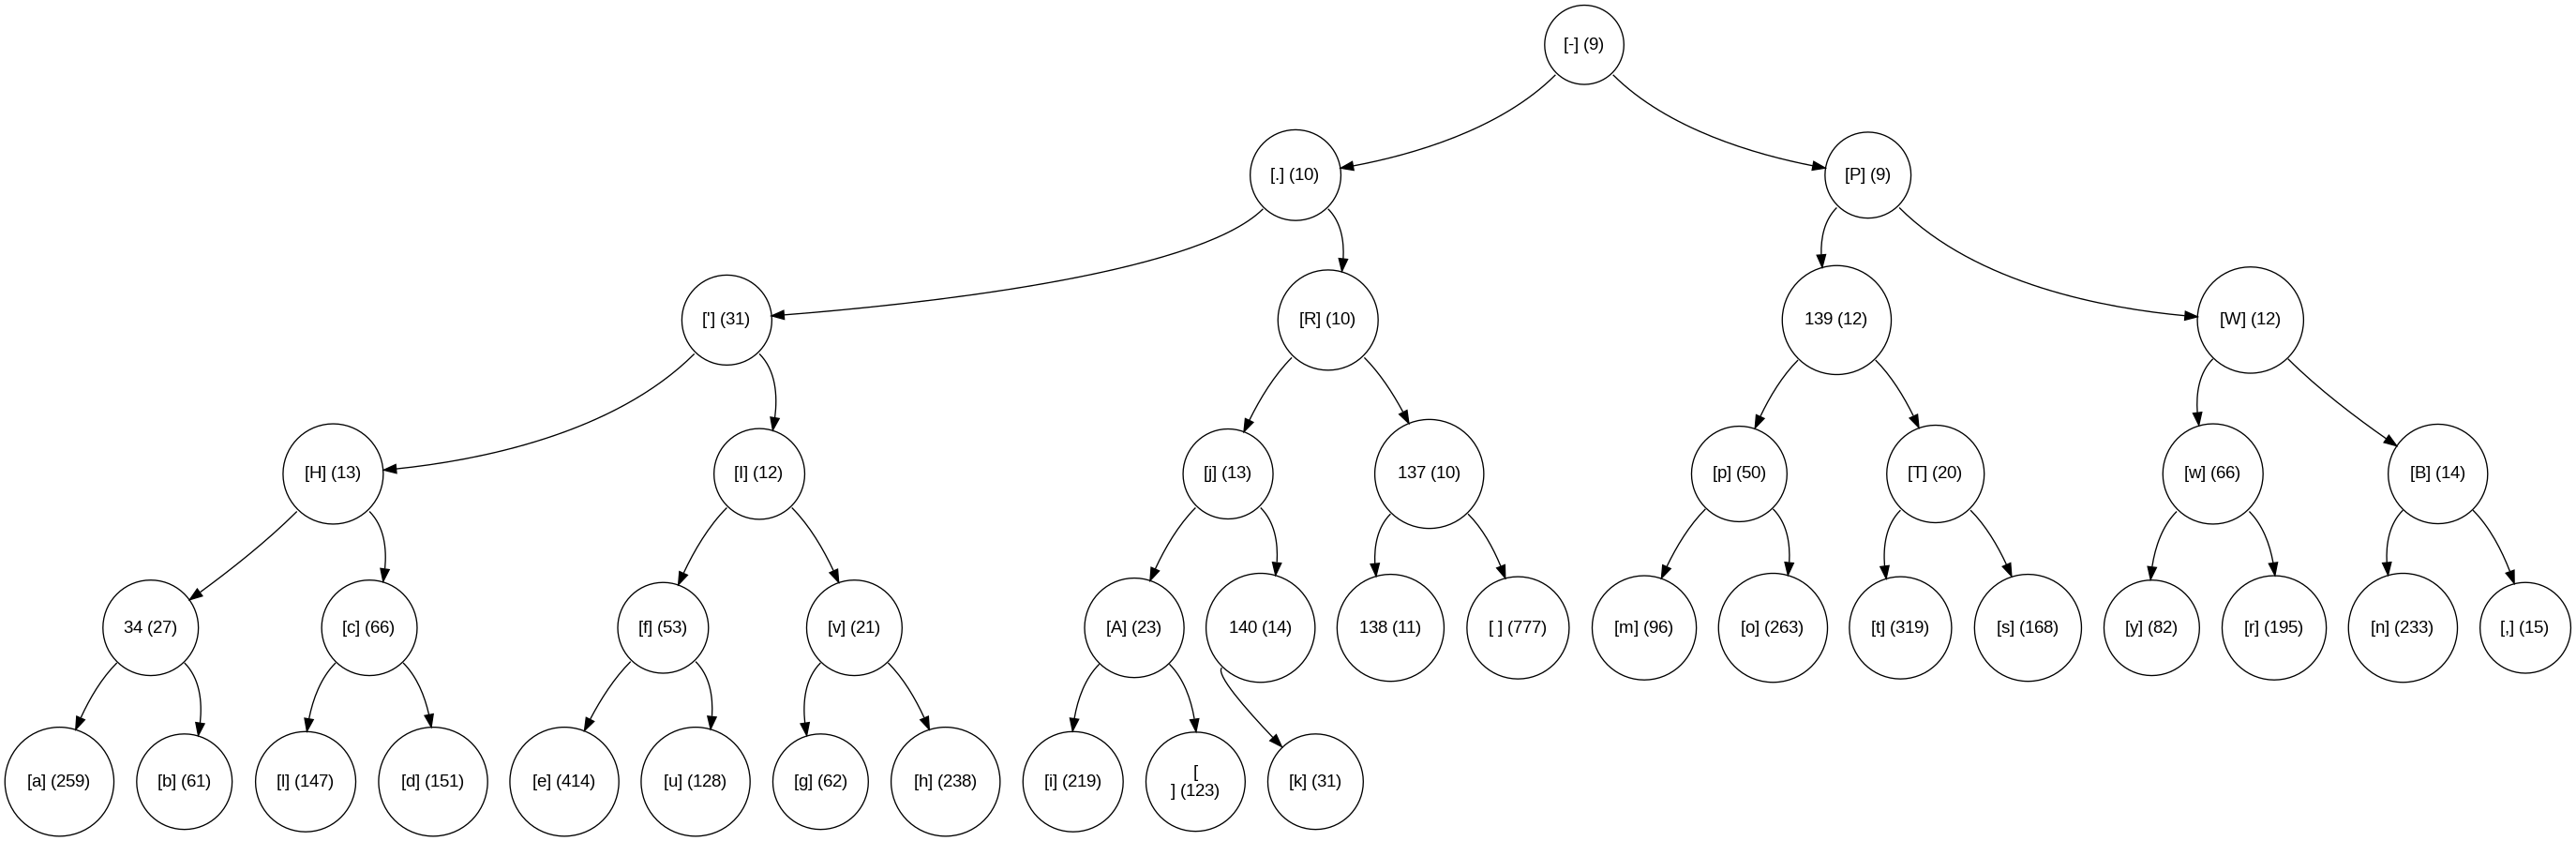 [-] (9)
[.] (10)
[P] (9)
['] (31)
[R] (10)
139 (12)
[W] (12)
[H] (13)
[I] (12)
[j] (13)
137 (10)
[p] (50)
[T] (20)
[w] (66)
[B] (14)
34 (27)
[c] (66)
[f] (53)
[v] (21)
[A] (23)
140 (14)
138 (11)
[ ] (777)
[m] (96)
[o] (263)
[t] (319)
[s] (168)
[y] (82)
[r] (195)
[n] (233)
[,] (15)
[a] (259)
[b] (61)
[l] (147)
[d] (151)
[e] (414)
[u] (128)
[g] (62)
[h] (238)
[i] (219)
[
] (123)
[k] (31)